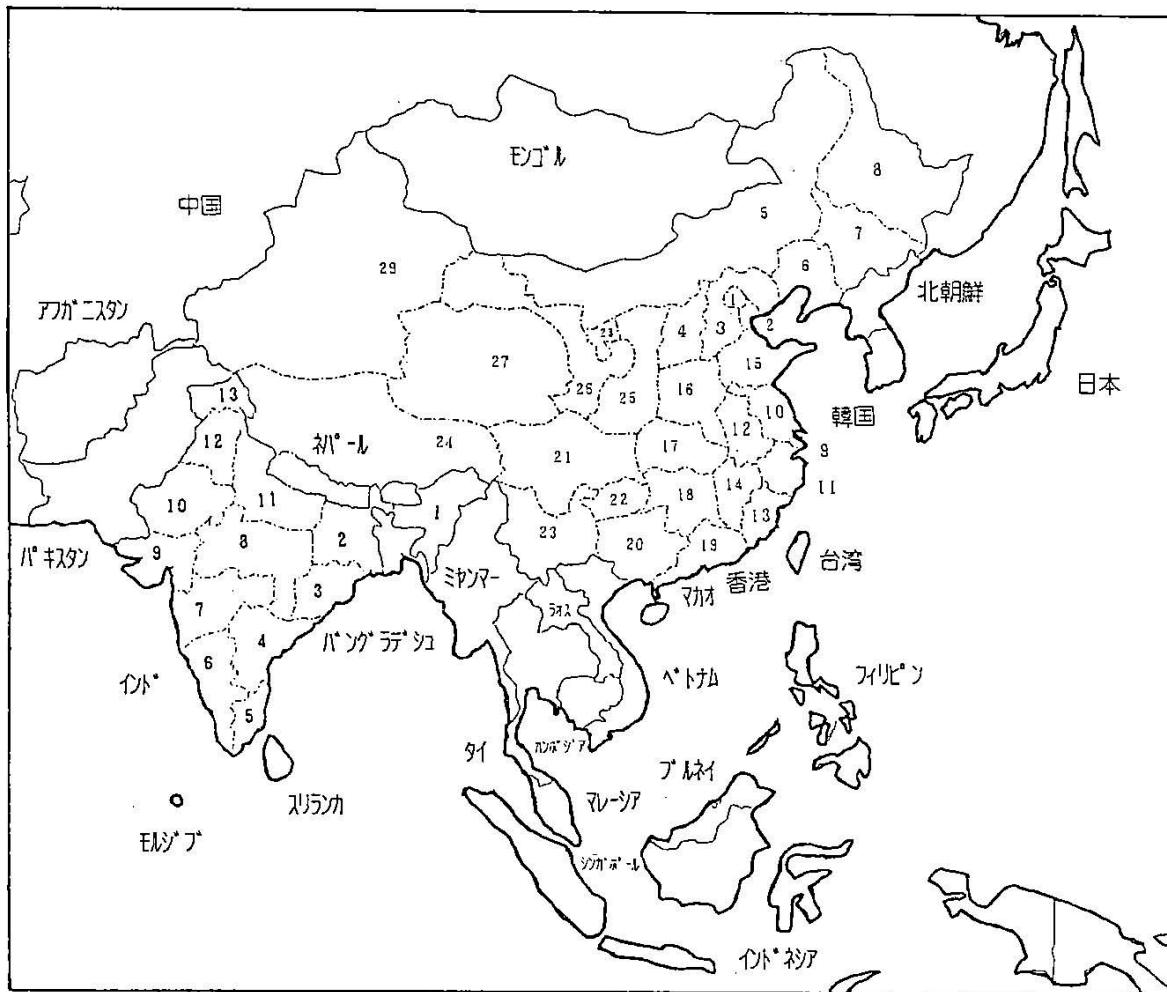 モンゴル
8
中国
5
7
29
6
北朝鮮
アフガニスタン
1
2
28
4
3
27
15
日本
26
25
16
13
10
韓国
12
ネパール
24
12
9
21
17
11
10
11
14
22
18
1
13
8
2
23
9
20
19
台湾
パキスタン
ミヤンマー
香港
マカオ
3
ラオス
7
バングラデシュ
4
6
ベトナム
フィリピン
インド
5
タイ
カンボジア
ブルネイ
スリランカ
マレーシア
モルジブ
シンガポール
インドネシア